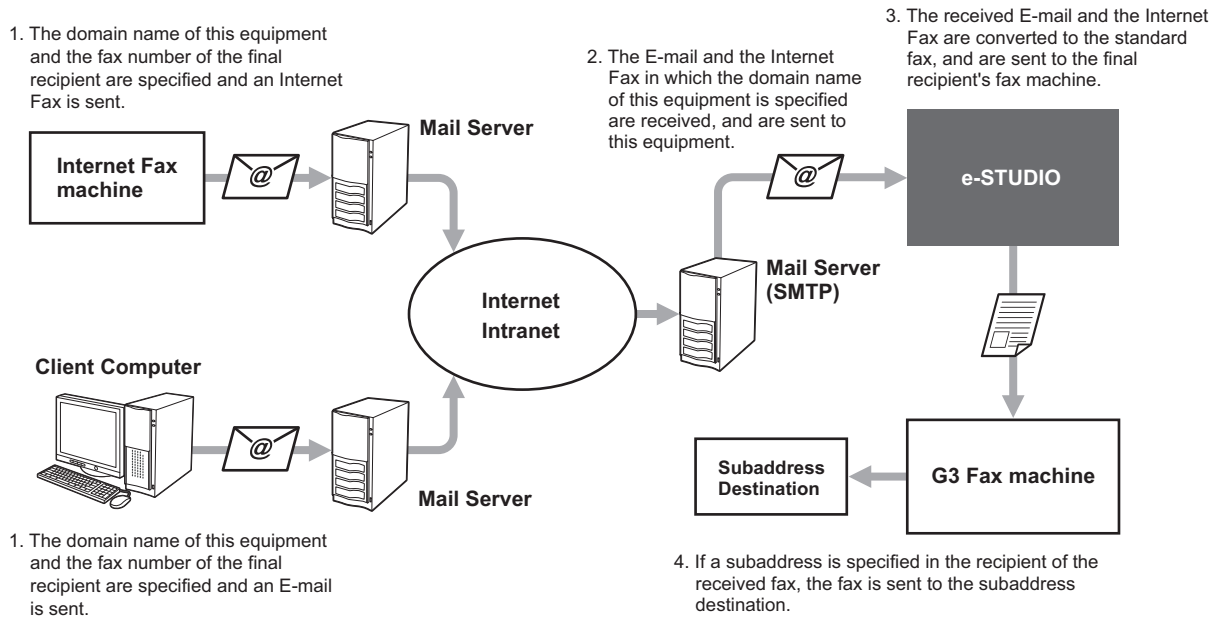 1. The domain name of this equipment
and the fax number of the final
recipient are specified and an Internet
Fax is sent.
Internet Fax
machine
@
Mail Server
2. The E-mail and the Internet
Fax in which the domain name
of this equipment is specified
are received, and are sent to
this equipment.
@
3. The received E-mail and the Internet
Fax are converted to the standard
fax, and are sent to the final
recipient's fax machine.
e-STUDIO
Mail Server
(SMTP)
Internet
Intranet
Client Computer
@
Mail Server
1. The domain name of this equipment
and the fax number of the final
recipient are specified and an E-mail
is sent.
Subaddress
Destination
G3 Fax machine
4. If a subaddress is specified in the recipient of the
received fax, the fax is sent to the subaddress
destination.